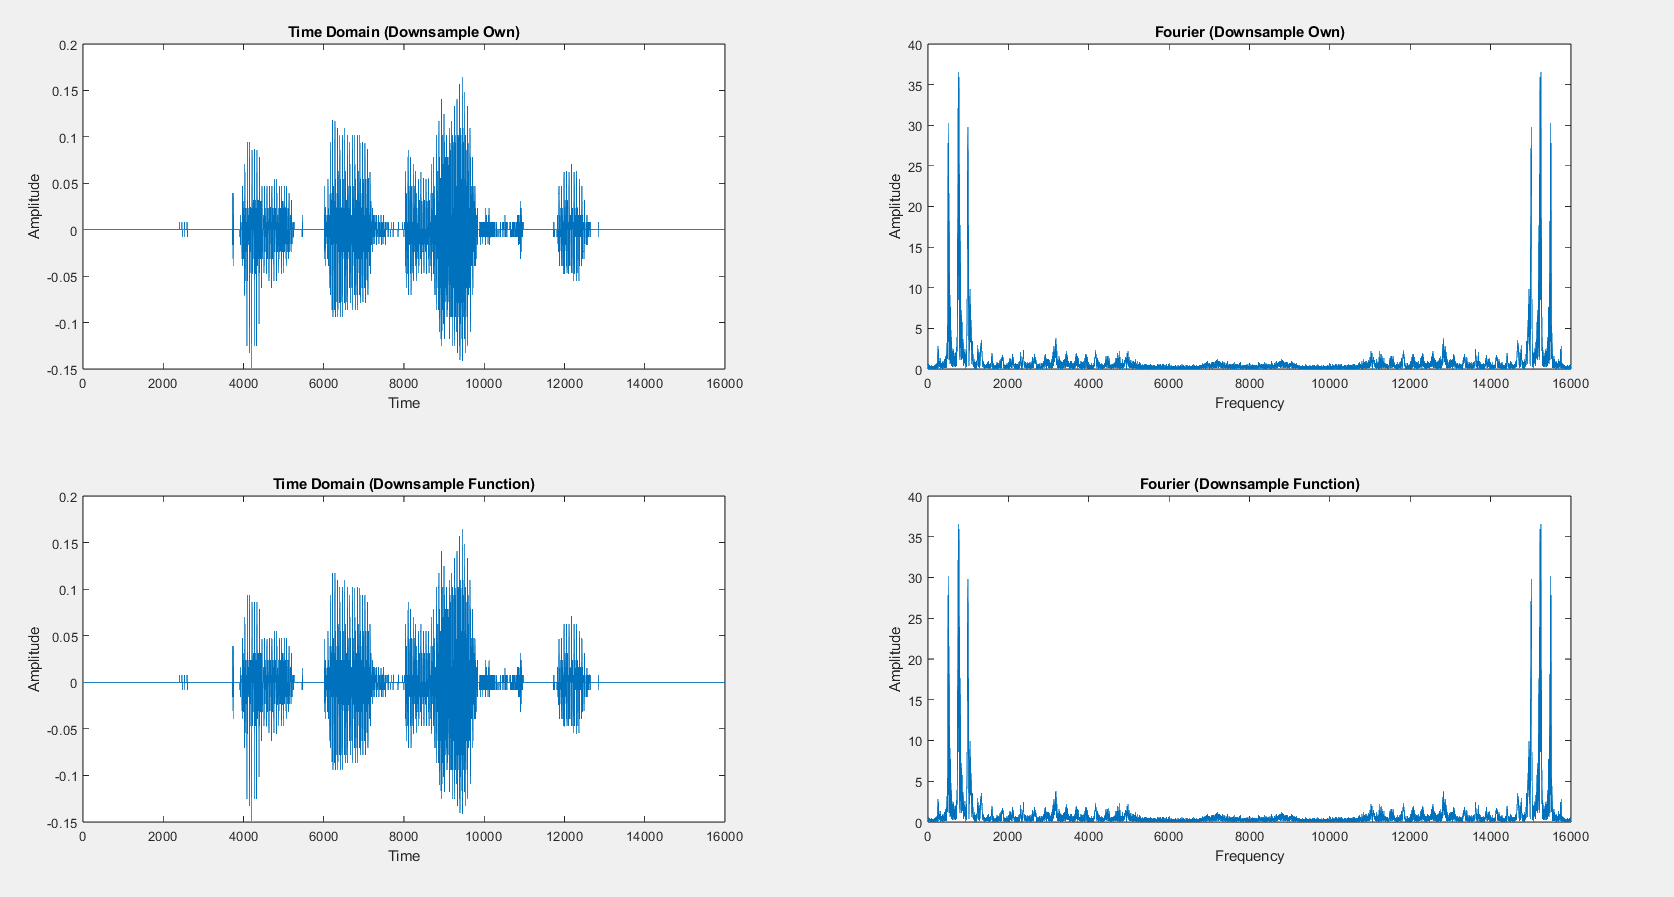 Time Domain (Downsample Own)
0.2
0.15
0.1
0.05
0
-0.05
-0.1
-0.15
Amplitude
0 2000 4000 6000 8000 10000 12000 14000 16000
Time
Fourier (Downsample Own)
40
35
30
25
20
15
10
5
0
Amplitude
0 2000 4000 6000 8000 10000 12000 14000 16000
Frequency
Time Domain (Downsample Function)
0.2
0.15
0.1
0.05
0
-0.05
-0.1
-0.15
Amplitude
0 2000 4000 6000 8000 10000 12000 14000 16000
Time
Fourier (Downsample Function)
40
35
30
25
20
15
10
5
0
Amplitude
0 2000 4000 6000 8000 10000 12000 14000 16000
Frequency